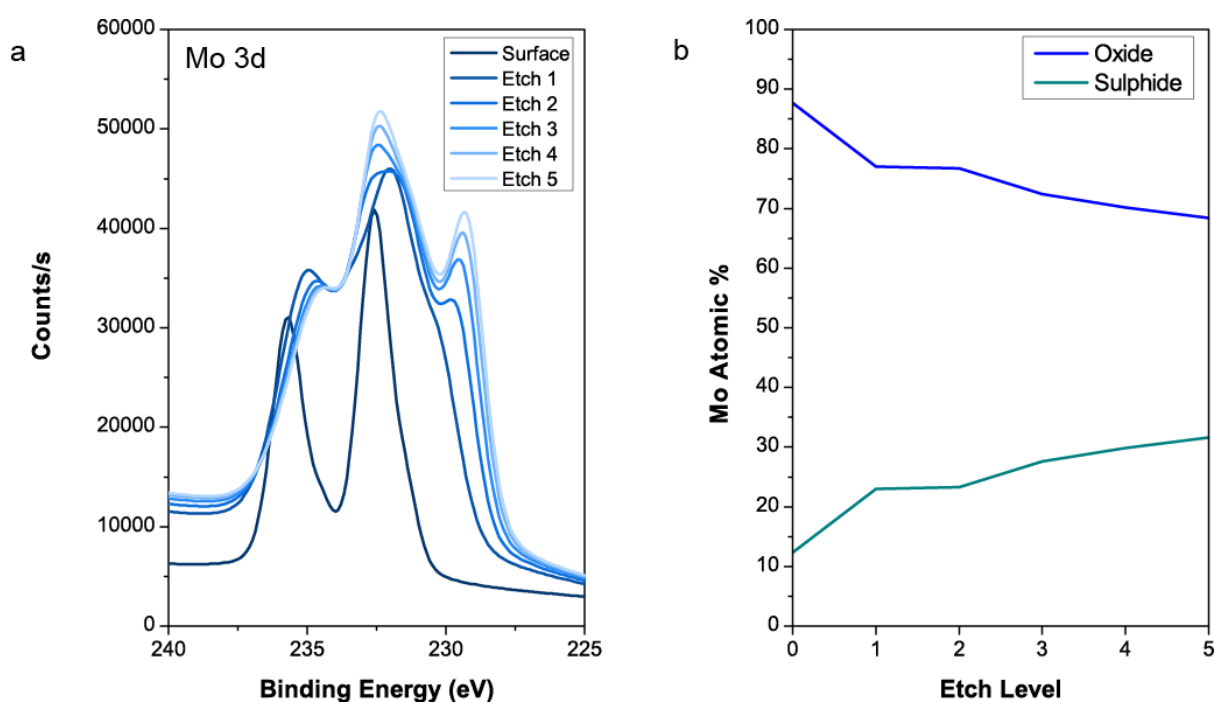 a
Mo 3d
Surface
Etch 1
Etch 2
Etch 3
Etch 4
Etch 5
60000
50000
40000
30000
20000
10000
0
Counts/s
240
235
230
225
Binding Energy (eV)
b
Oxide
Sulphide
100
90
80
70
60
50
40
30
20
10
0
Mo Atomic %
0
1
2
3
4
5
Etch Level